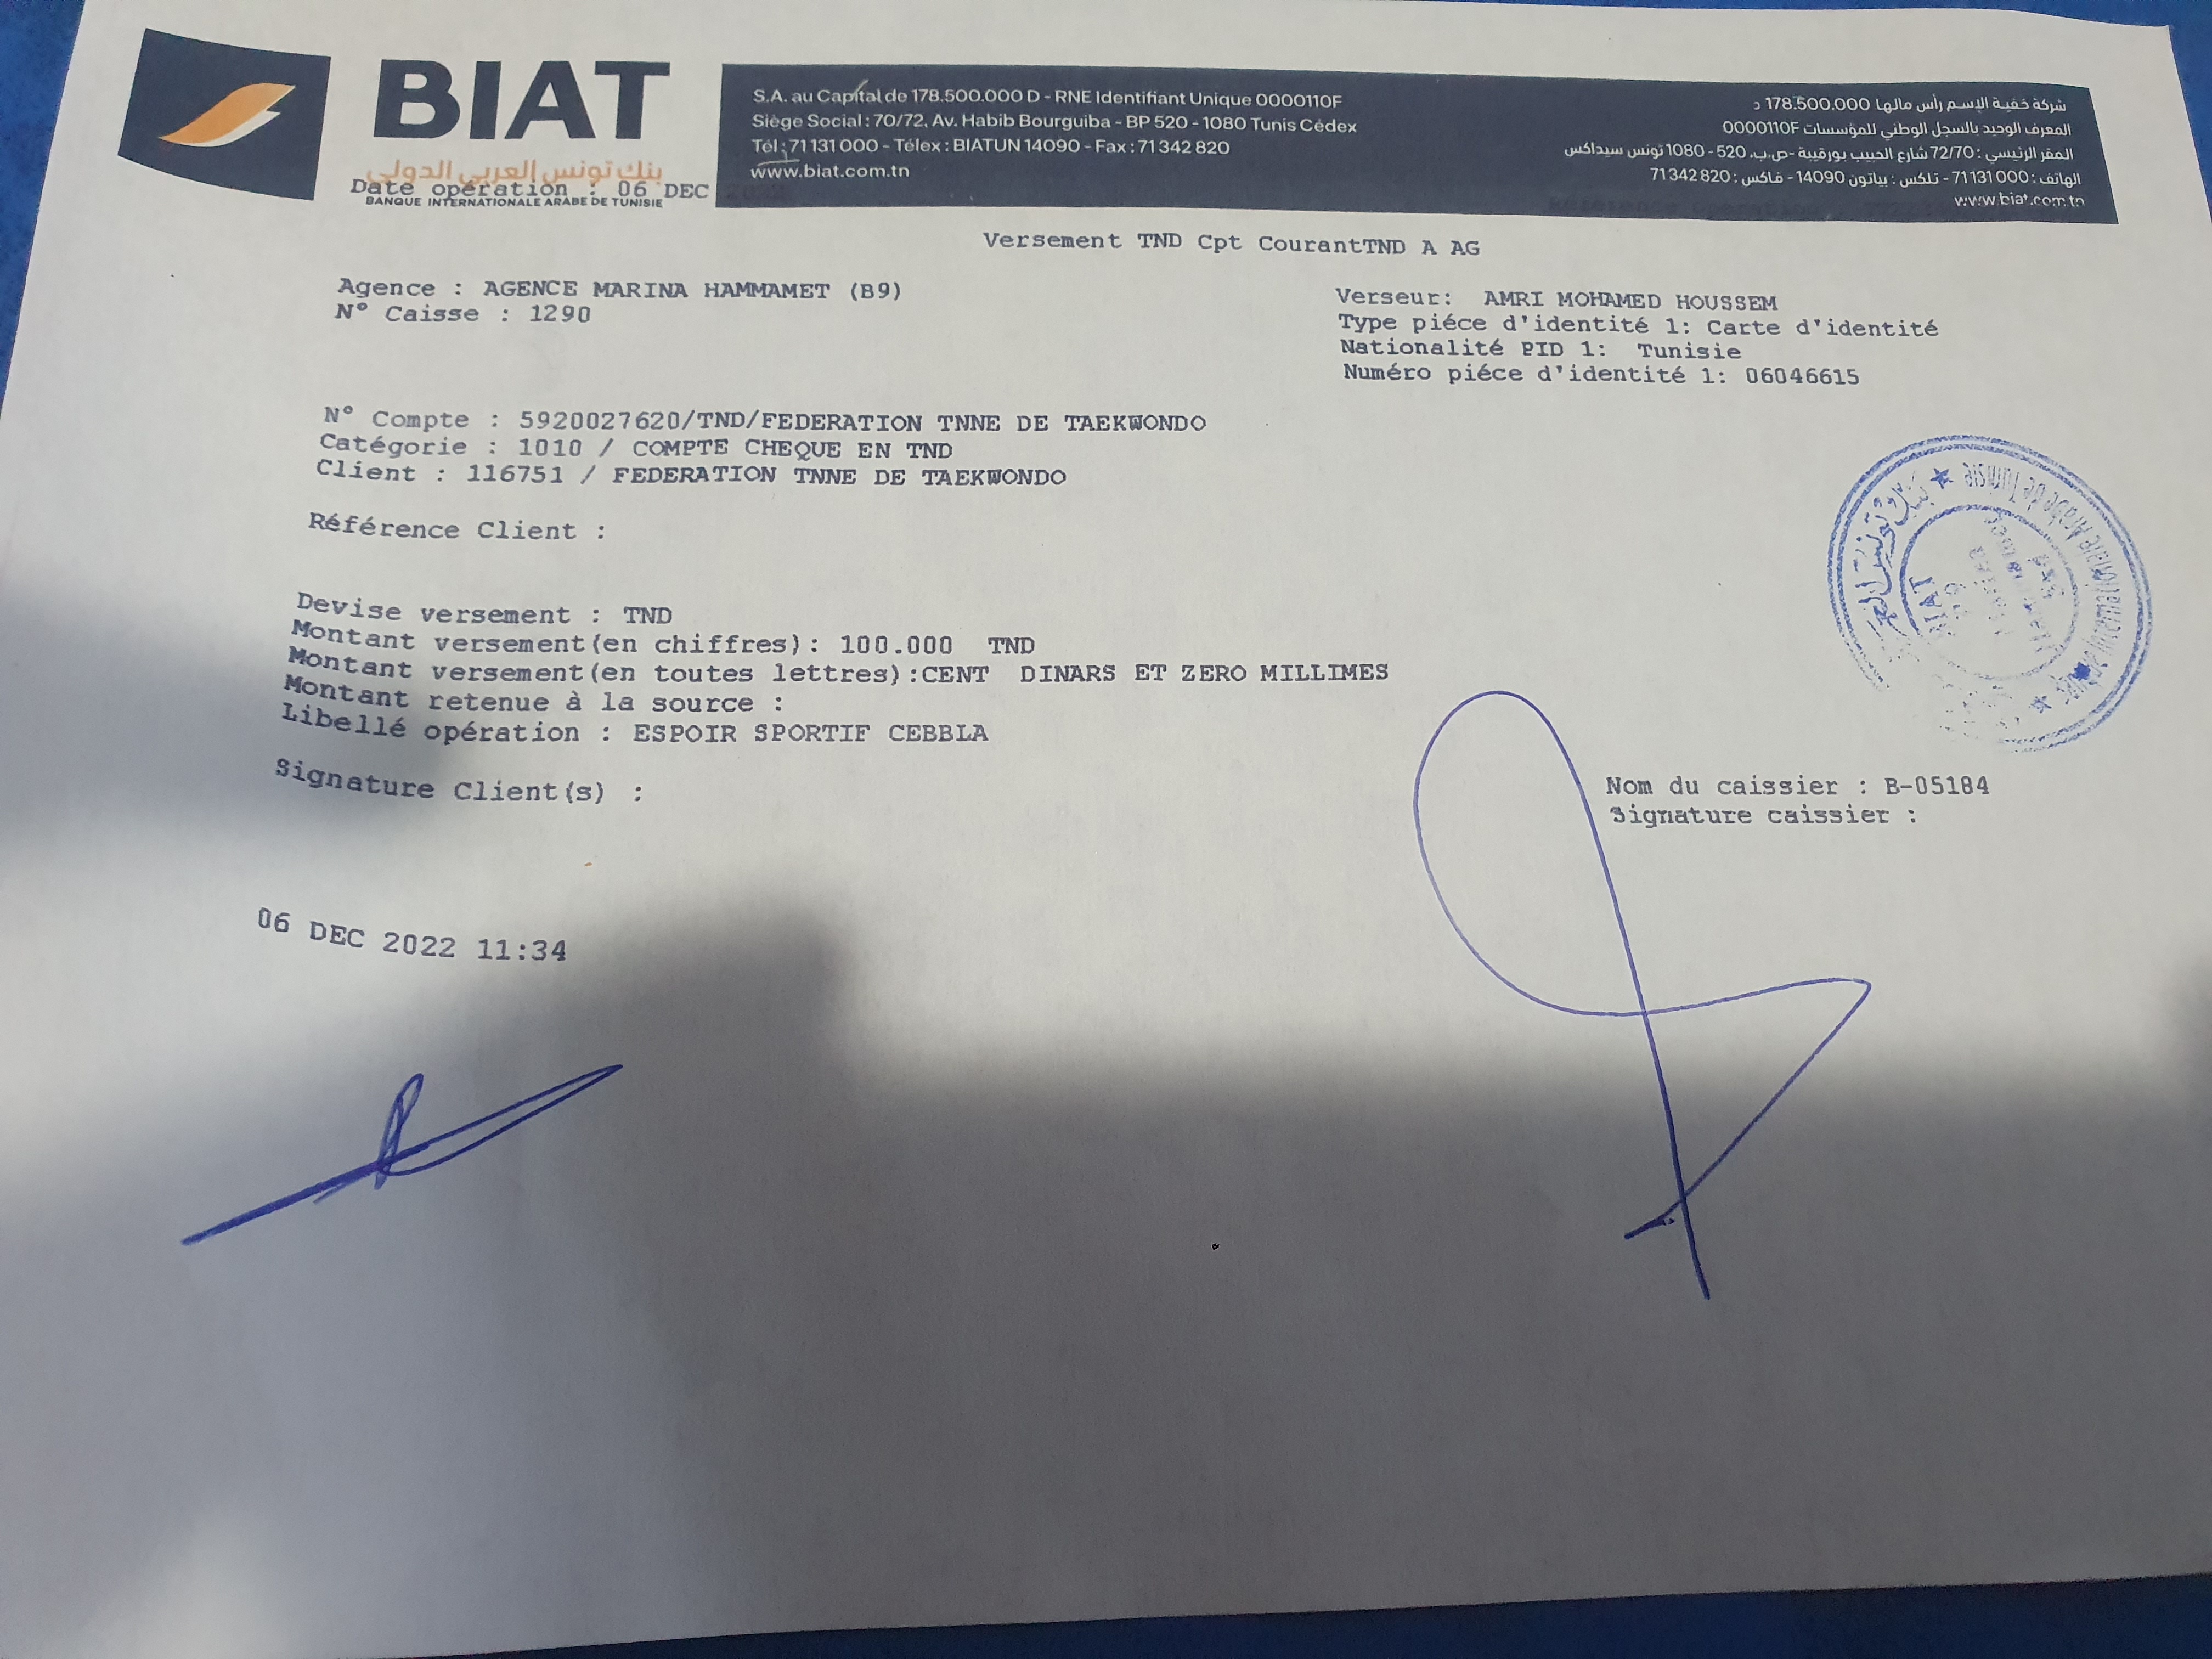 BIAT
بنك تونس العربي الدولي
Date opération : 06 DEC
BANQUE INTERNATIONALE ARABE DE TUNISIE
S.A. au Capital de 178.500.000 D - RNE Identifiant Unique 0000110F
Siège Social : 70/72, Av. Habib Bourguiba - BP 520 - 1080 Tunis Cédex
Tél : 71 131 000 - Télex : BIATUN 14090 - Fax : 71 342 820
www.biat.com.tn
شركة خفية الإسم رأس مالها 178.500.000 د
المعرف الوحيد بالسجل الوطني للمؤسسات 0000110F
المقر الرئيسي : 72/70 شارع الحبيب بورقيبة -ص.ب. 520 - 1080 تونس سيداكس
الهاتف : 71 131 000 - تلكس : بياتون 14090 - فاكس : 71 342 820
www.biat.com.tn
Versement TND Cpt CourantTND A AG
Agence : AGENCE MARINA HAMMAMET (B9)
N° Caisse : 1290
Verseur: AMRI MOHAMED HOUSSEM
Type piéce d'identité 1: Carte d'identité
Nationalité PID 1: Tunisie
Numéro piéce d'identité 1: 06046615
N° Compte : 5920027620/TND/FEDERATION TNNE DE TAEKWONDO
Catégorie : 1010 / COMPTE CHEQUE EN TND
Client : 116751 / FEDERATION TNNE DE TAEKWONDO
Référence Client :
Devise versement : TND
Montant versement(en chiffres): 100.000 TND
Montant versement(en toutes lettres):CENT DINARS ET ZERO MILLIMES
Montant retenue à la source :
Libellé opération : ESPOIR SPORTIF CEBBLA
Signature Client(s) :
Nom du caissier : B-05184
Signature caissier :
06 DEC 2022 11:34
Internationale Arabe de Tunisie
BIAT